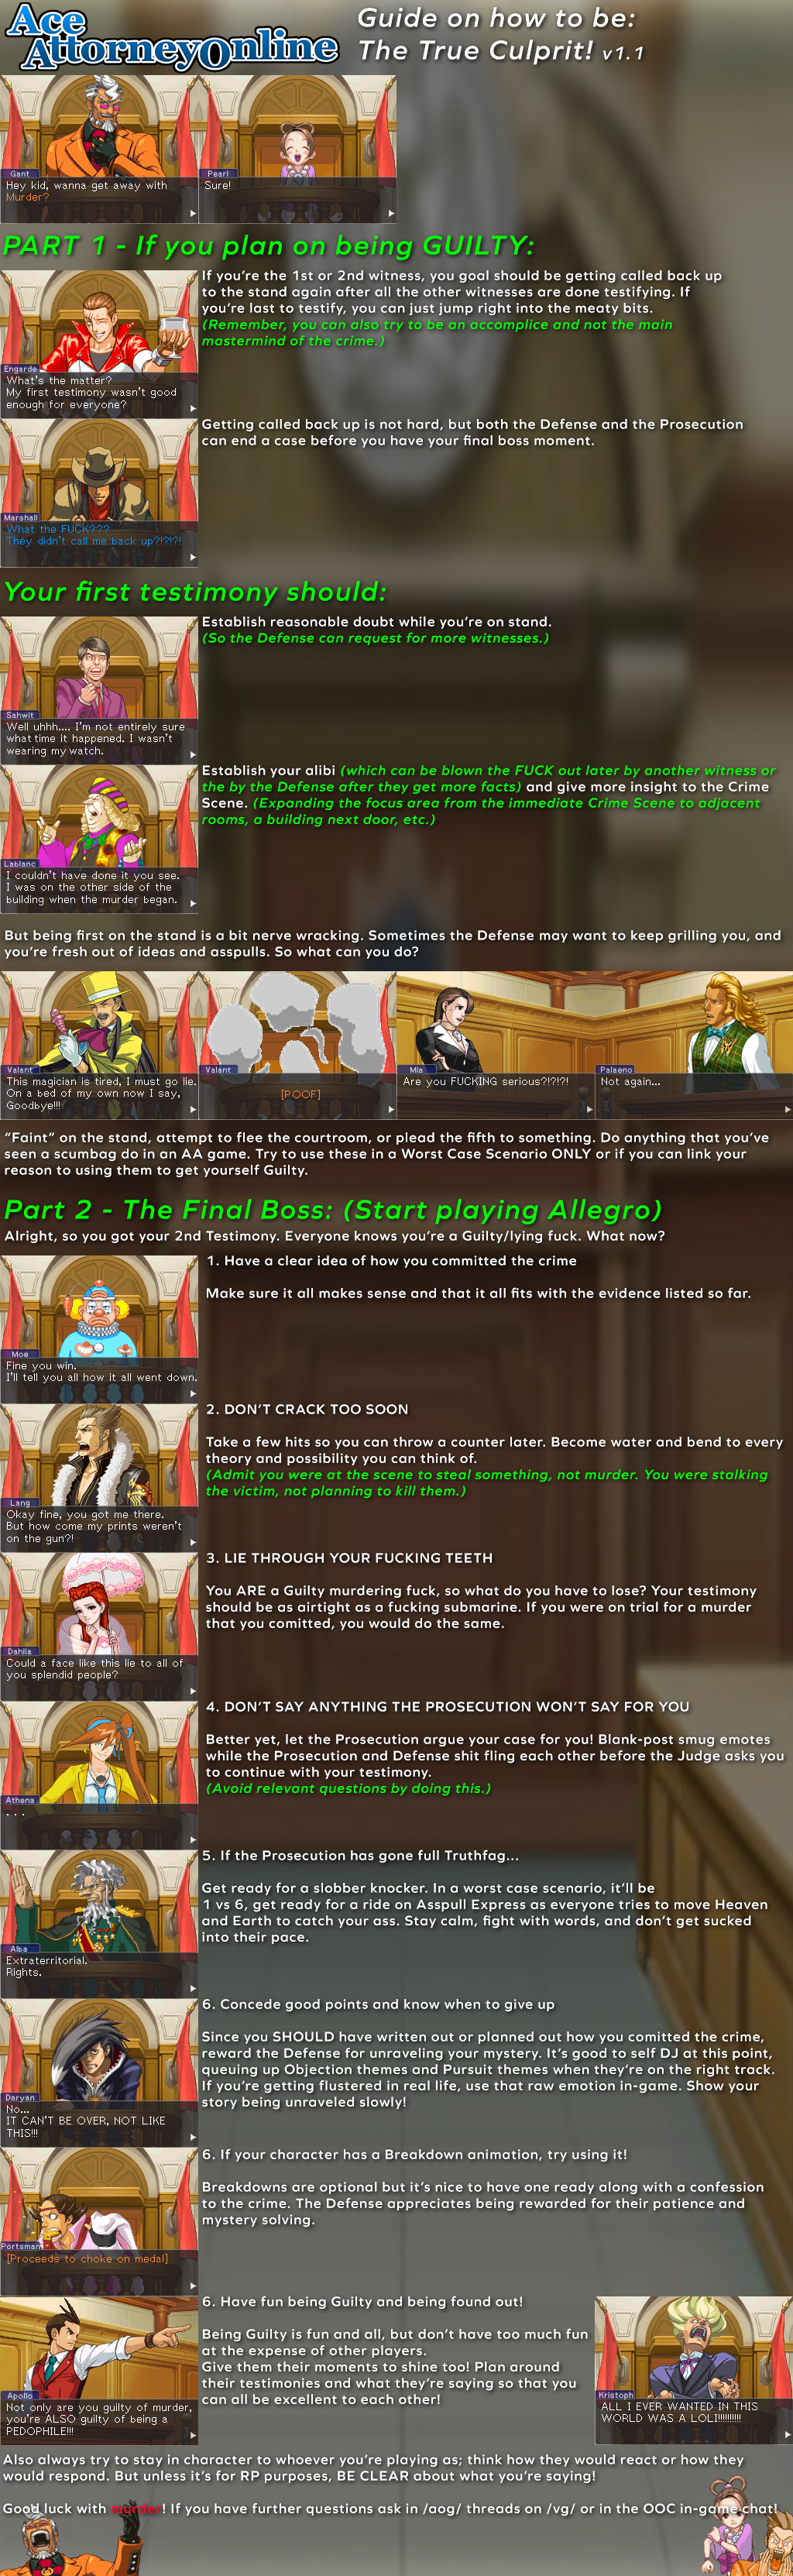 Ace
Attorney Online
Guide on how to be:
The True Culprit! v1.1
Gant
Hey kid, wanna get away with
Murder?
Pearl
Sure!
PART 1 - If you plan on being GUILTY:
If you're the 1st or 2nd witness, you goal should be getting called back up
to the stand again after all the other witnesses are done testifying. If
you're last to testify, you can just jump right into the meaty bits.
(Remember, you can also try to be an accomplice and not the main
mastermind of the crime.)
Engarde
What's the matter?
My first testimony wasn't good
enough for everyone?
Getting called back up is not hard, but both the Defense and the Prosecution
can end a case before you have your final boss moment.
Marshall
What the FUCK???
They didn't call me back up?!?!?!
Your first testimony should:
Establish reasonable doubt while you're on stand.
(So the Defense can request for more witnesses.)
Sahwit
Well uhhh.... I'm not entirely sure
what time it happened. I wasn't
wearing my watch.
Establish your alibi (which can be blown the FUCK out later by another witness or
the by the Defense after they get more facts) and give more insight to the Crime
Scene. (Expanding the focus area from the immediate Crime Scene to adjacent
rooms, a building next door, etc.)
Lablanc
I couldn't have done it you see.
I was on the other side of the
building when the murder began.
But being first on the stand is a bit nerve wracking. Sometimes the Defense may want to keep grilling you, and
you're fresh out of ideas and asspulls. So what can you do?
Valant
This magician is tired, I must go lie.
On a bed of my own now I say,
Goodbye!!!
Valant
[POOF]
Mia
Are you FUCKING serious?!?!?!
Palaeno
Not again...
"Faint" on the stand, attempt to flee the courtroom, or plead the fifth to something. Do anything that you've
seen a scumbag do in an AA game. Try to use these in a Worst Case Scenario ONLY or if you can link your
reason to using them to get yourself Guilty.
Part 2 - The Final Boss: (Start playing Allegro)
Alright, so you got your 2nd Testimony. Everyone knows you're a Guilty/lying fuck. What now?
1. Have a clear idea of how you committed the crime
Make sure it all makes sense and that it all fits with the evidence listed so far.
Moe
Fine you win.
I'll tell you all how it all went down.
2. DON'T CRACK TOO SOON
Take a few hits so you can throw a counter later. Become water and bend to every
theory and possibility you can think of.
(Admit you were at the scene to steal something, not murder. You were stalking
the victim, not planning to kill them.)
Lang
Okay fine, you got me there.
But how come my prints weren't
on the gun?!
3. LIE THROUGH YOUR FUCKING TEETH
You ARE a Guilty murdering fuck, so what do you have to lose? Your testimony
should be as airtight as a fucking submarine. If you were on trial for a murder
that you comitted, you would do the same.
Dahlia
Could a face like this lie to all of
you splendid people?
4. DON'T SAY ANYTHING THE PROSECUTION WON'T SAY FOR YOU
Better yet, let the Prosecution argue your case for you! Blank-post smug emotes
while the Prosecution and Defense shit fling each other before the Judge asks you
to continue with your testimony.
(Avoid relevant questions by doing this.)
Athena
...
5. If the Prosecution has gone full Truthfag...
Get ready for a slobber knocker. In a worst case scenario, it'll be
1 vs 6, get ready for a ride on Asspull Express as everyone tries to move Heaven
and Earth to catch your ass. Stay calm, fight with words, and don't get sucked
into their pace.
Alba
Extraterritorial.
Rights.
6. Concede good points and know when to give up
Since you SHOULD have written out or planned out how you comitted the crime,
reward the Defense for unraveling your mystery. It's good to self DJ at this point,
queuing up Objection themes and Pursuit themes when they're on the right track.
If you're getting flustered in real life, use that raw emotion in-game. Show your
story being unraveled slowly!
Daryan
No...
IT CAN'T BE OVER, NOT LIKE
THIS!!!
6. If your character has a Breakdown animation, try using it!
Breakdowns are optional but it's nice to have one ready along with a confession
to the crime. The Defense appreciates being rewarded for their patience and
mystery solving.
Portsman
[Proceeds to choke on medal]
6. Have fun being Guilty and being found out!
Being Guilty is fun and all, but don't have too much fun
at the expense of other players.
Give them their moments to shine too! Plan around
their testimonies and what they're saying so that you
can all be excellent to each other!
Apollo
Not only are you guilty of murder,
you're ALSO guilty of being a
PEDOPHILE!!!
Kristoph
ALL I EVER WANTED IN THIS
WORLD WAS A LOLI!!!!!!!!!!
Also always try to stay in character to whoever you're playing as; think how they would react or how they
would respond. But unless it's for RP purposes, BE CLEAR about what you're saying!
Good luck with murder! If you have further questions ask in /aog/ threads on /vg/ or in the OOC in-game chat!